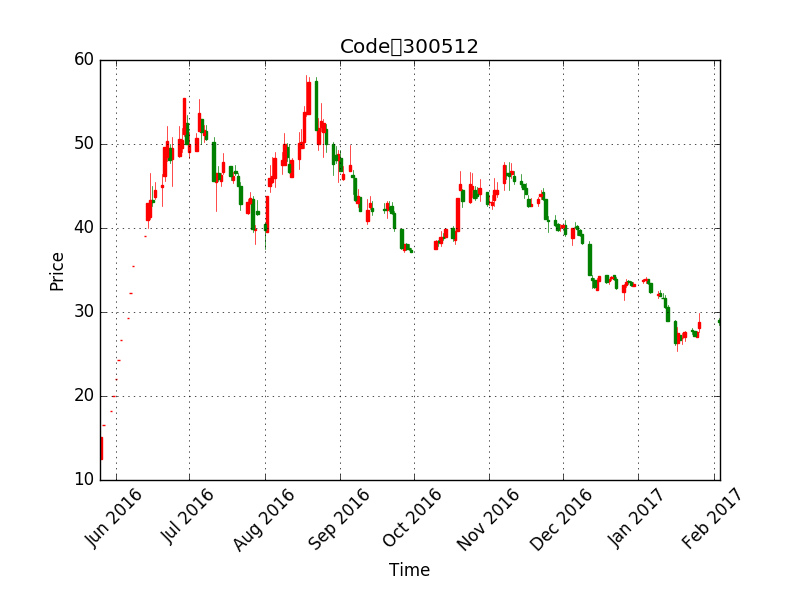 Code□300512
60
50
40
30
20
10
Price
Jun 2016
Jul 2016
Aug 2016
Sep 2016
Oct 2016
Nov 2016
Dec 2016
Jan 2017
Feb 2017
Time